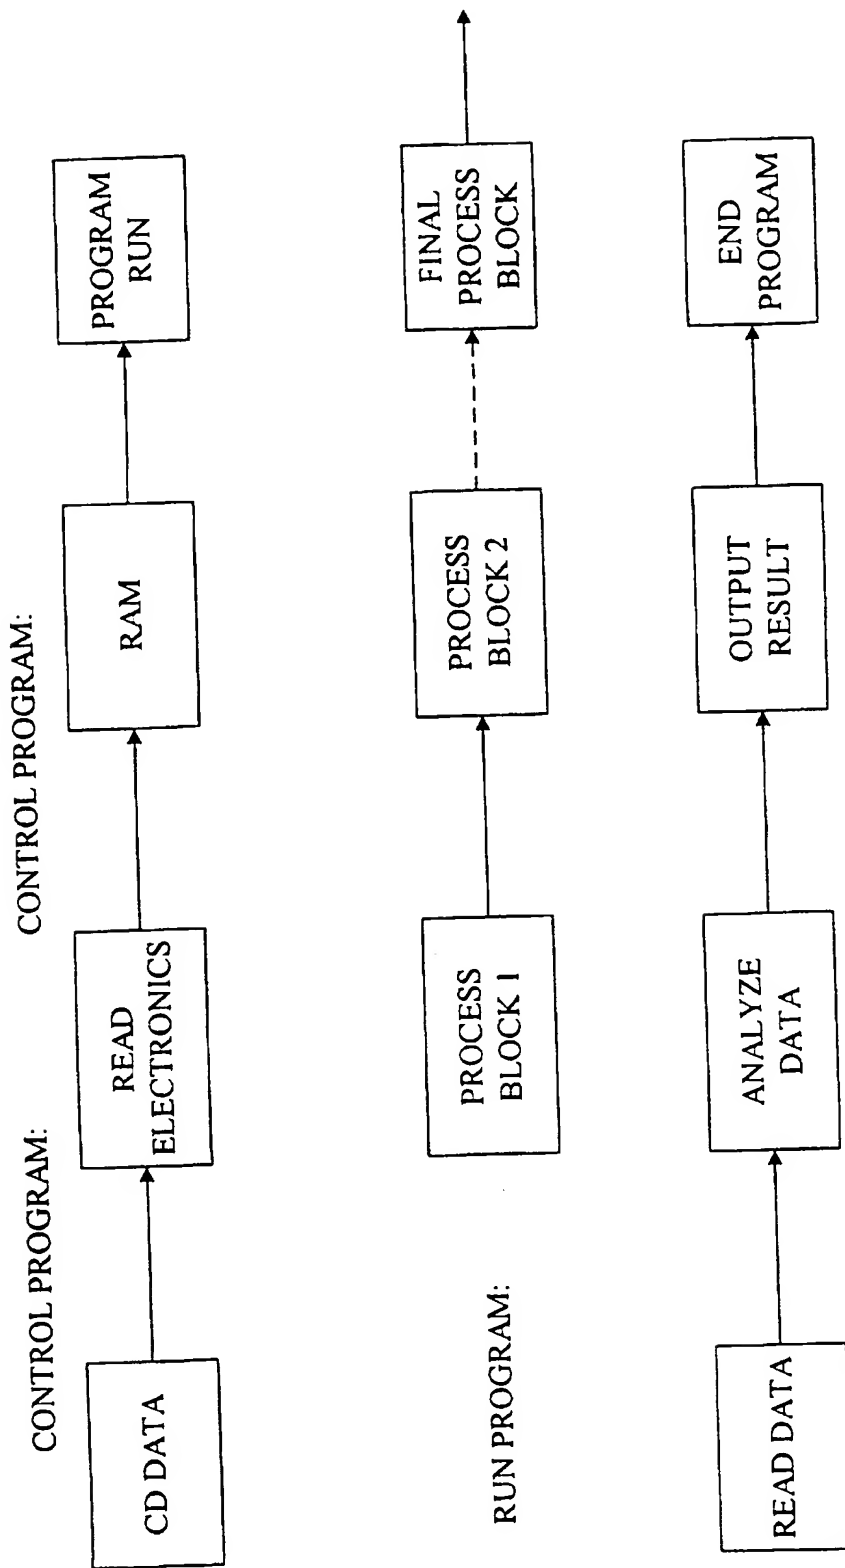 CONTROL PROGRAM:
CONTROL PROGRAM:
CD DATA
READ
ELECTRONICS
RAM
PROGRAM
RUN
RUN PROGRAM:
PROCESS
BLOCK 1
PROCESS
BLOCK 2
FINAL
PROCESS
BLOCK
READ DATA
ANALYZE
DATA
OUTPUT
RESULT
END
PROGRAM